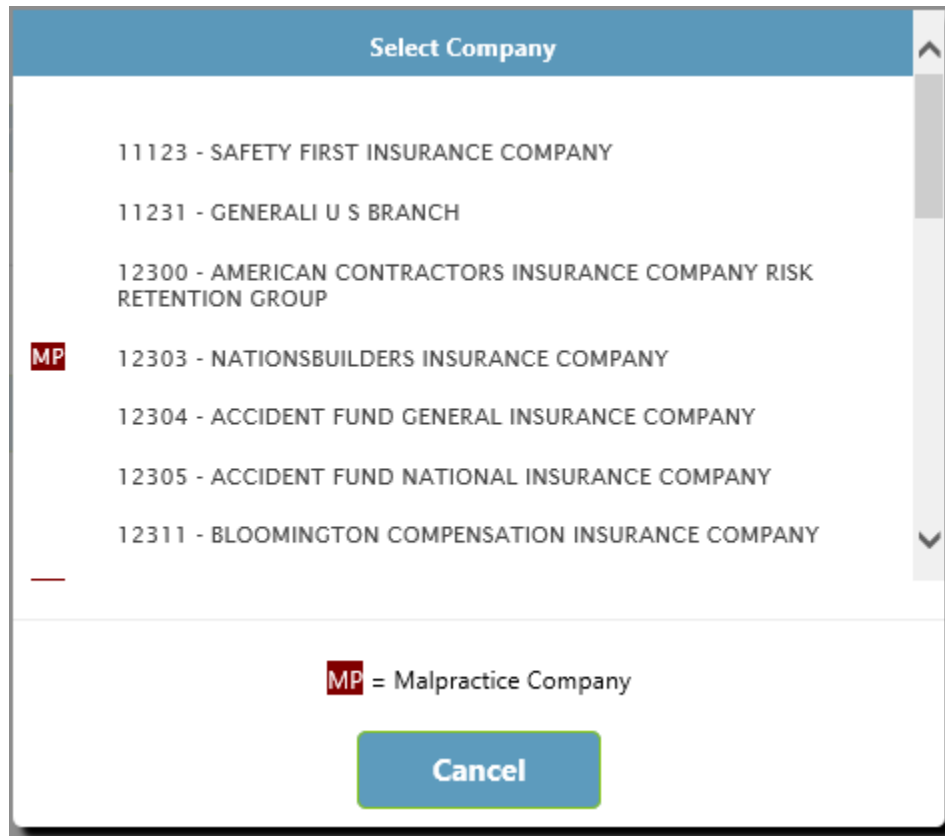 Select Company
11123 - SAFETY FIRST INSURANCE COMPANY
11231 - GENERALI U S BRANCH
12300 - AMERICAN CONTRACTORS INSURANCE COMPANY RISK
RETENTION GROUP
MP 12303 - NATIONSBUILDERS INSURANCE COMPANY
12304 - ACCIDENT FUND GENERAL INSURANCE COMPANY
12305 - ACCIDENT FUND NATIONAL INSURANCE COMPANY
12311 - BLOOMINGTON COMPENSATION INSURANCE COMPANY
MP = Malpractice Company
Cancel